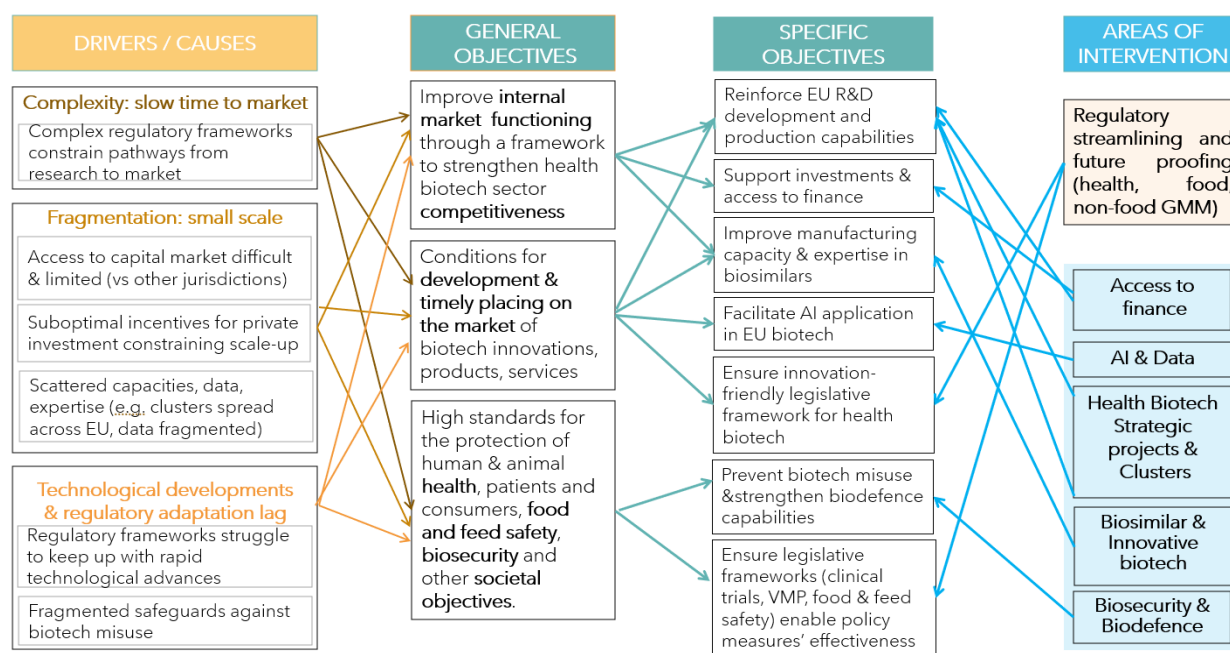 DRIVERS / CAUSES
Complexity: slow time to market
Complex regulatory frameworks
constrain pathways from
research to market
Fragmentation: small scale
Access to capital market difficult
& limited (vs other jurisdictions)
Suboptimal incentives for private
investment constraining scale-up
Scattered capacities, data,
expertise (e.g. clusters spread
across EU, data fragmented)
Technological developments
& regulatory adaptation lag
Regulatory frameworks struggle
to keep up with rapid
technological advances
Fragmented safeguards against
biotech misuse
GENERAL
OBJECTIVES
Improve internal
market functioning
through a framework
to strengthen health
biotech sector
competitiveness
Conditions for
development &
timely placing on
the market of
biotech innovations,
products, services
High standards for
the protection of
human & animal
health, patients and
consumers, food
and feed safety,
biosecurity and
other societal
objectives.
SPECIFIC
OBJECTIVES
Reinforce EU R&D
development and
production capabilities
Support investments &
access to finance
Improve manufacturing
capacity & expertise in
biosimilars
Facilitate AI application
in EU biotech
Ensure innovation-
friendly legislative
framework for health
biotech
Prevent biotech misuse
&strengthen biodefence
capabilities
Ensure legislative
frameworks (clinical
trials, VMP, food & feed
safety) enable policy
measures' effectiveness
AREAS OF
INTERVENTION
Regulatory
streamlining and
future proofing
(health, food,
non-food GMM)
Access to
finance
AI & Data
Health Biotech
Strategic
projects &
Clusters
Biosimilar &
Innovative
biotech
Biosecurity &
Biodefence